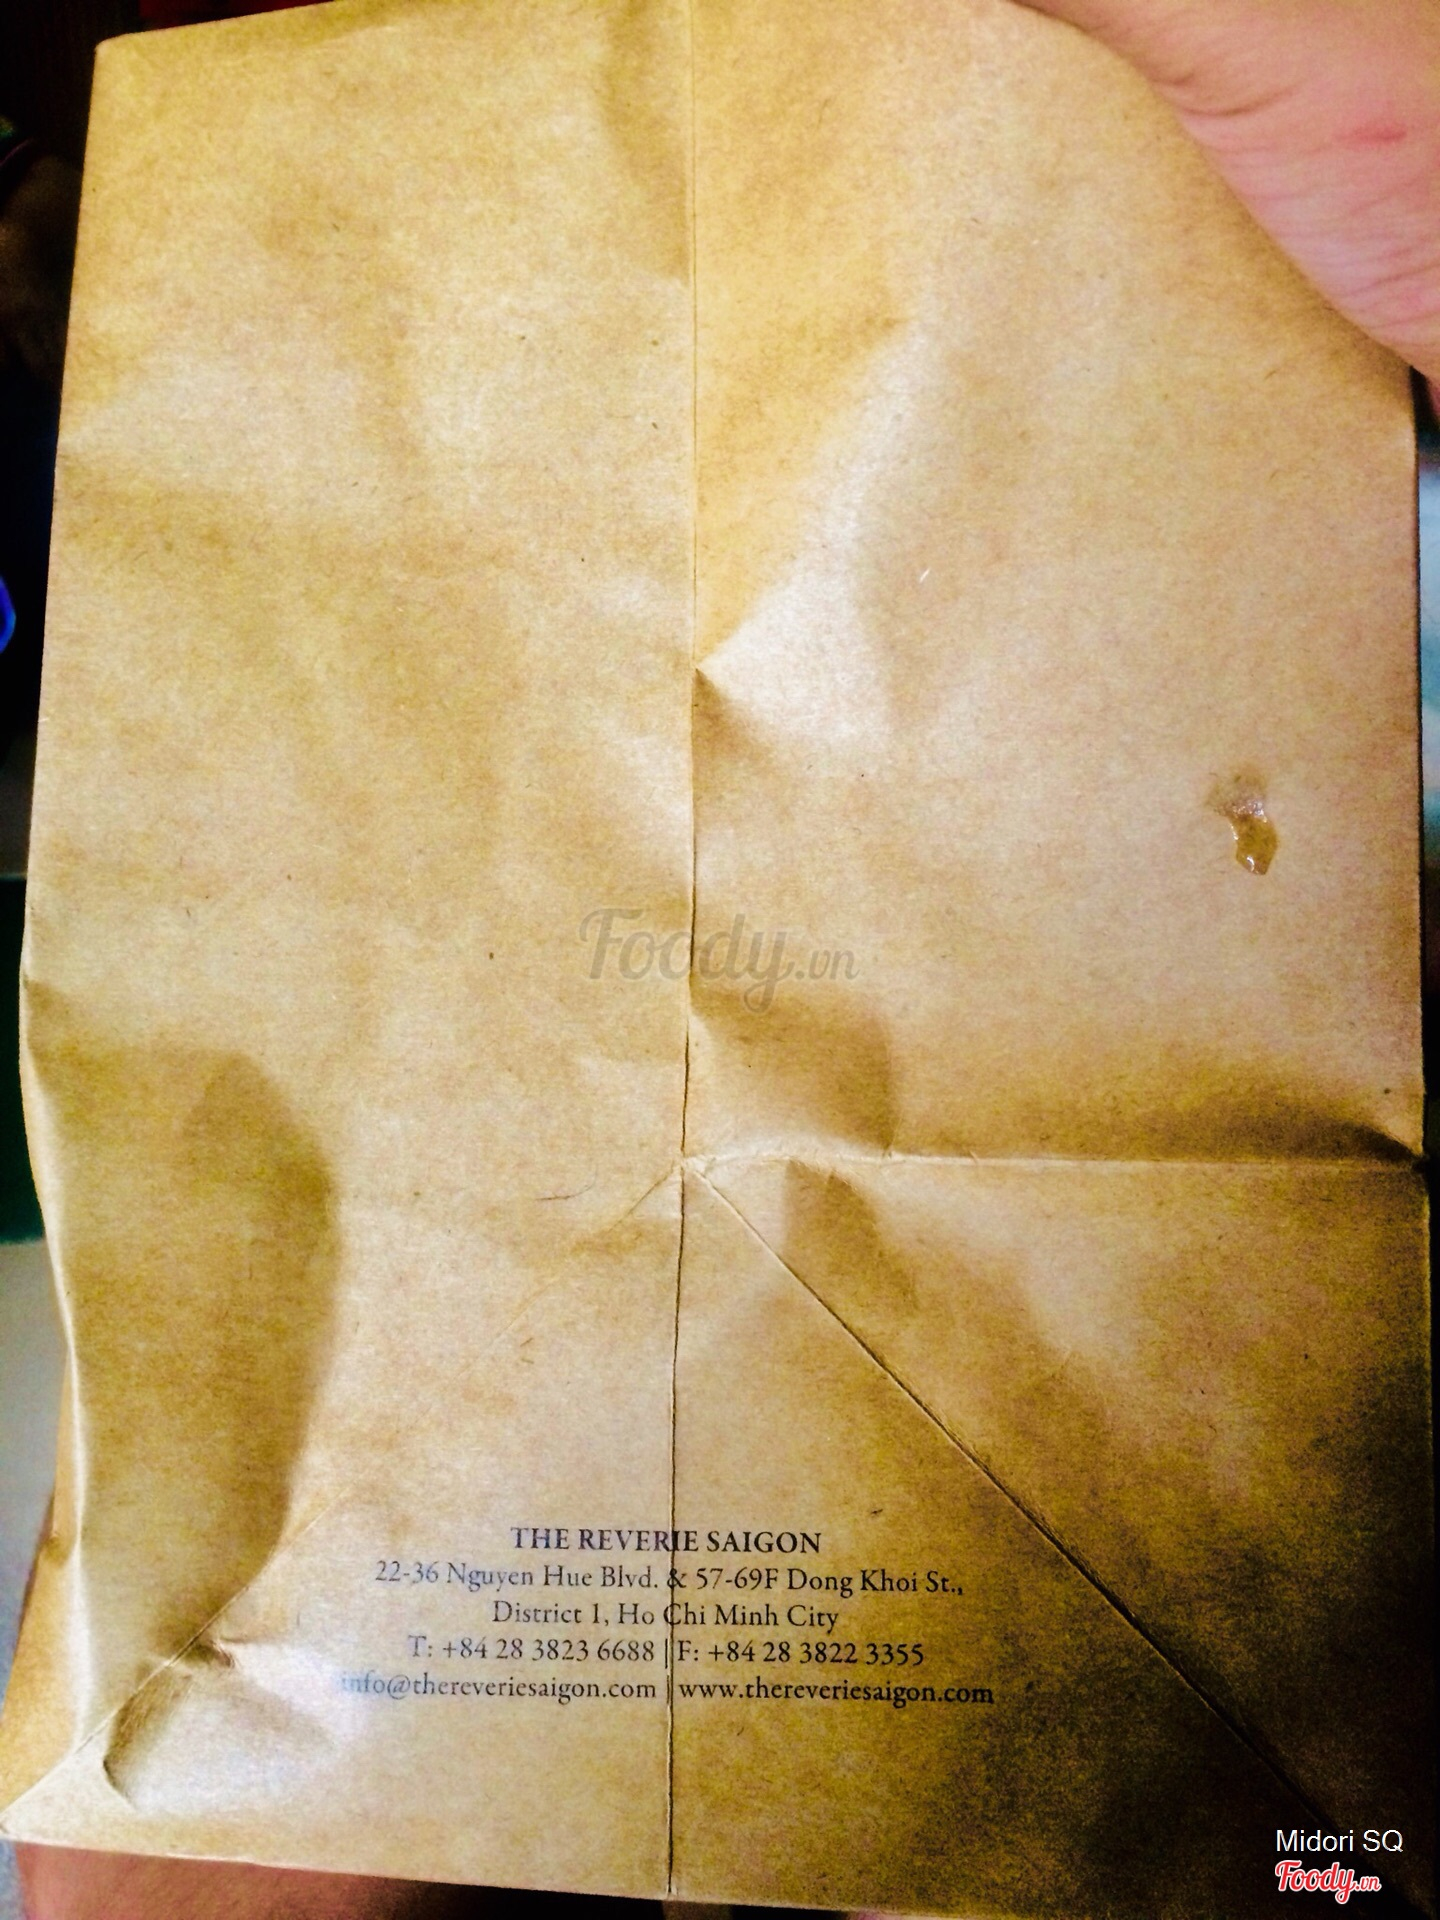 Foody.vn
THE REVERIE SAIGON
22-36 Nguyen Hue Blvd. & 57-69F Dong Khoi St.,
District 1, Ho Chi Minh City
T: +84 28 3823 6688 | F: +84 28 3822 3355
info@thereveriesaigon.com | www.thereveriesaigon.com
Midori SQ
Foody.vn